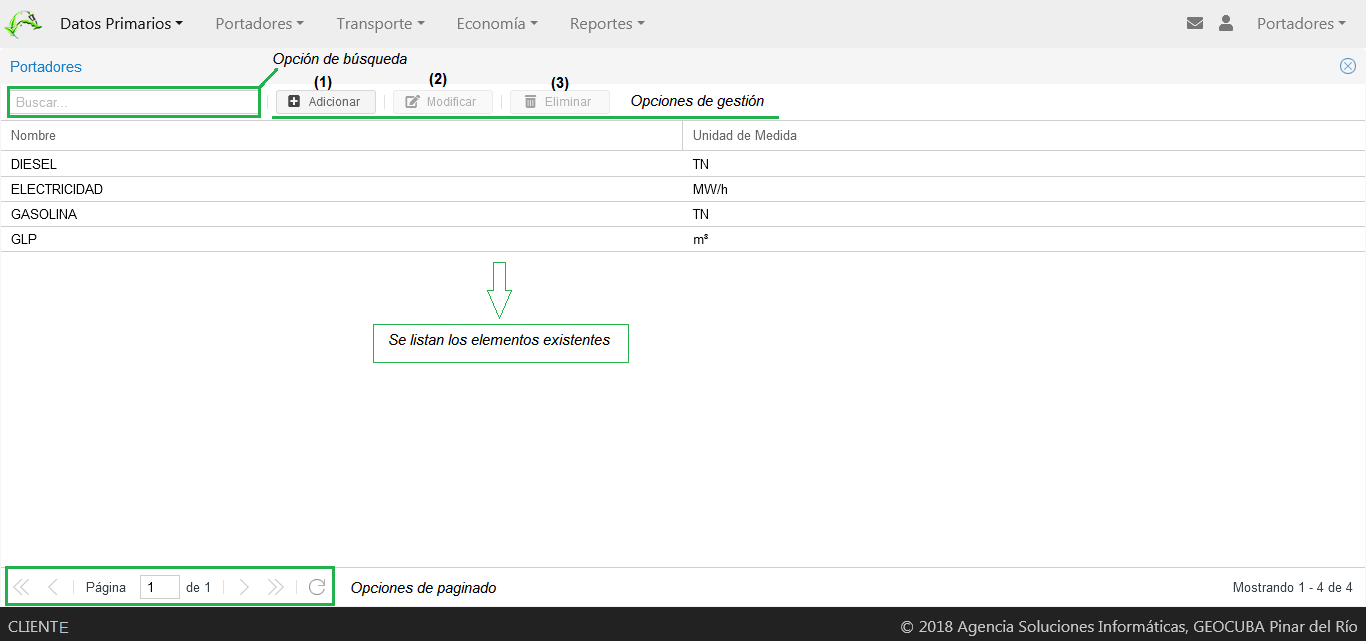 Datos Primarios Portadores Transporte Economía Reportes Portadores
Opción de búsqueda
Portadores
(1) (2) (3)
Buscar... Adicionar Modificar Eliminar Opciones de gestión
Nombre Unidad de Medida
DIESEL TN
ELECTRICIDAD MW/h
GASOLINA TN
GLP m³
Se listan los elementos existentes
Página 1 de 1 Opciones de paginado Mostrando 1 - 4 de 4
CLIENTE © 2018 Agencia Soluciones Informáticas, GEOCUBA Pinar del Río